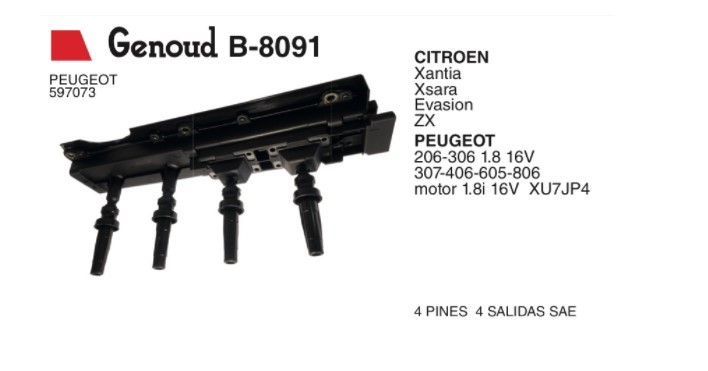 Genoud B-8091
PEUGEOT
597073
CITROEN
Xantia
Xsara
Evasion
ZX
PEUGEOT
206-306 1.8 16V
307-406-605-806
motor 1.8i 16V XU7JP4
4 PINES 4 SALIDAS SAE